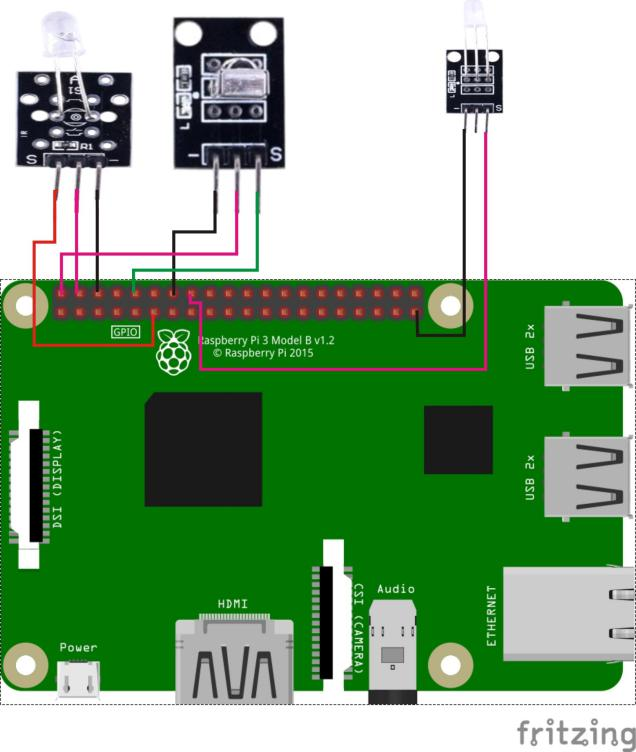 S
R1
-
IR
L
-
S
L
-
S
GPIO
Raspberry Pi 3 Model B v1.2
© Raspberry Pi 2015
USB 2x
DSI (DISPLAY)
USB 2x
HDMI
CSI (CAMERA)
Audio
ETHERNET
Power
fritzing